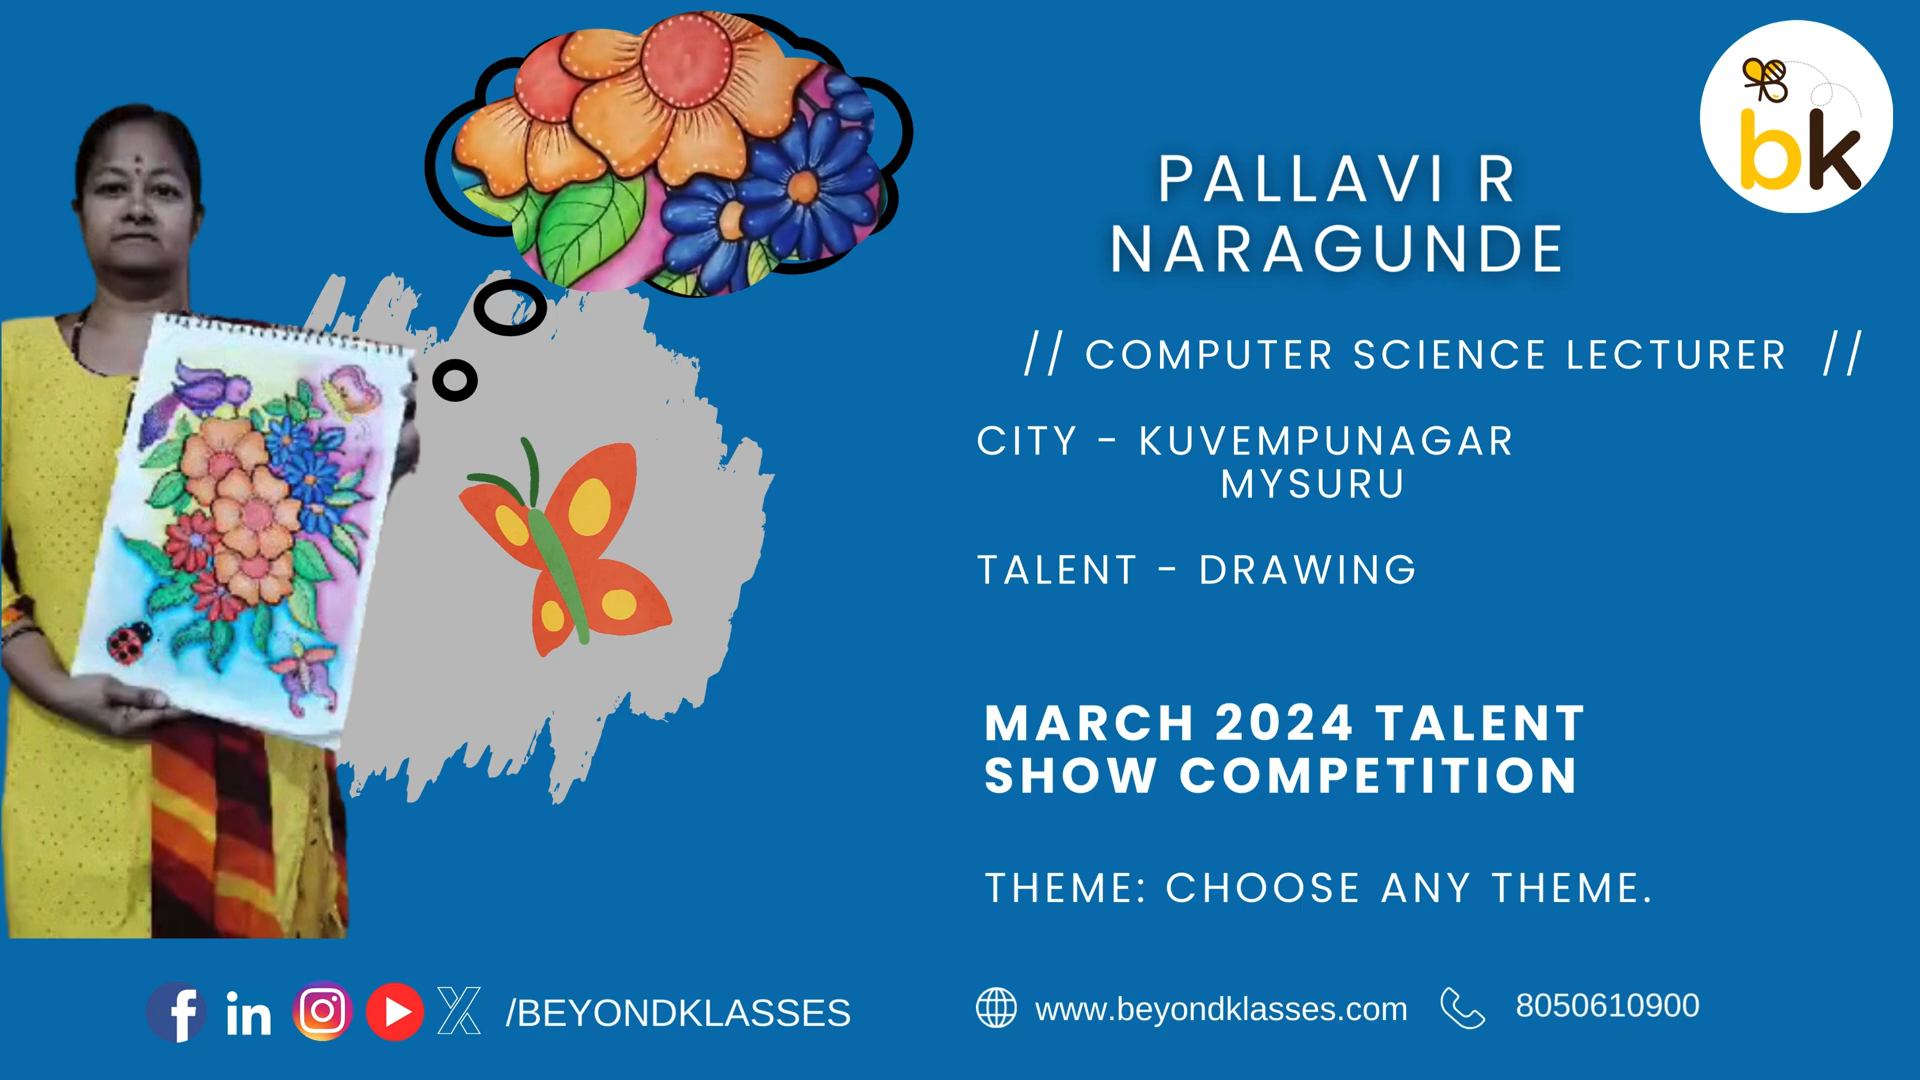 bk
PALLAVI R
NARAGUNDE
// COMPUTER SCIENCE LECTURER //
CITY - KUVEMPUNAGAR
MYSURU
TALENT - DRAWING
MARCH 2024 TALENT
SHOW COMPETITION
THEME: CHOOSE ANY THEME.
f in X /BEYONDKLASSES www.beyondklasses.com 8050610900